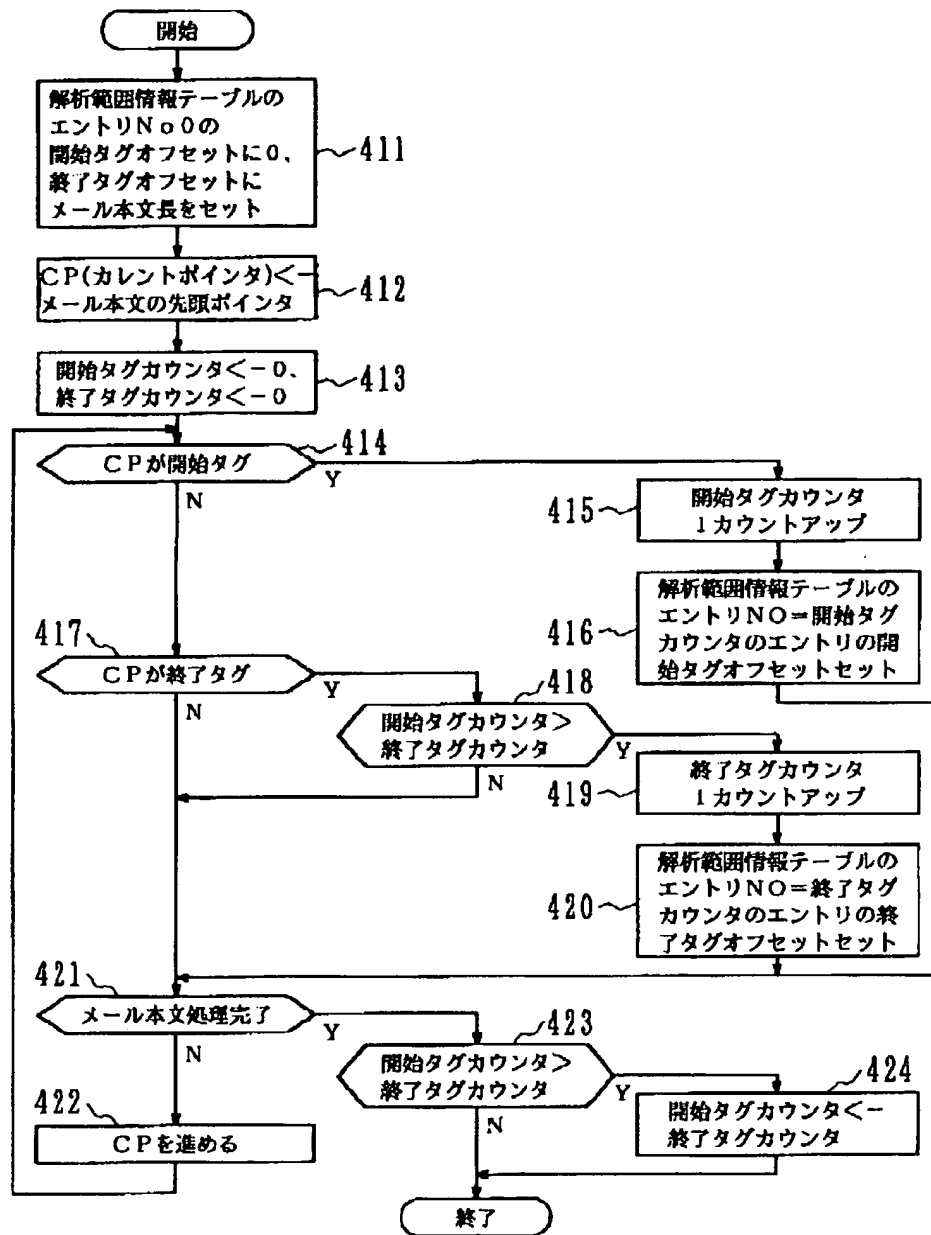 開始
解析範囲情報テーブルの
エントリNo0の
開始タグオフセットに0、
終了タグオフセットに
メール本文長をセット
411
CP(カレントポインタ)<-
メール本文の先頭ポインタ
412
開始タグカウンタ<-0、
終了タグカウンタ<-0
413
414
CPが開始タグ
Y
N
415
開始タグカウンタ
1カウントアップ
416
解析範囲情報テーブルの
エントリNO=開始タグ
カウンタのエントリの開
始タグオフセットセット
417
CPが終了タグ
Y
N
418
開始タグカウンタ>
終了タグカウンタ
Y
N
419
終了タグカウンタ
1カウントアップ
420
解析範囲情報テーブルの
エントリNO=終了タグ
カウンタのエントリの終
了タグオフセットセット
421
メール本文処理完了
Y
N
423
開始タグカウンタ>
終了タグカウンタ
Y
N
424
開始タグカウンタ<-
終了タグカウンタ
422
CPを進める
終了